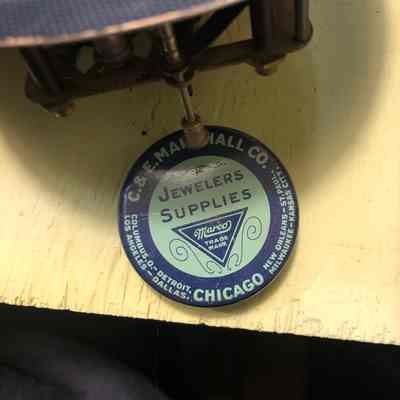 C. & E. MARSHALL CO.
JEWELERS
SUPPLIES
Marco
TRADE
MARK
COLUMBUS, O.-DETROIT,
LOS ANGELES-DALLAS,
CHICAGO
NEW ORLEANS-ST. PAUL,
MILWAUKEE-KANSAS CITY,